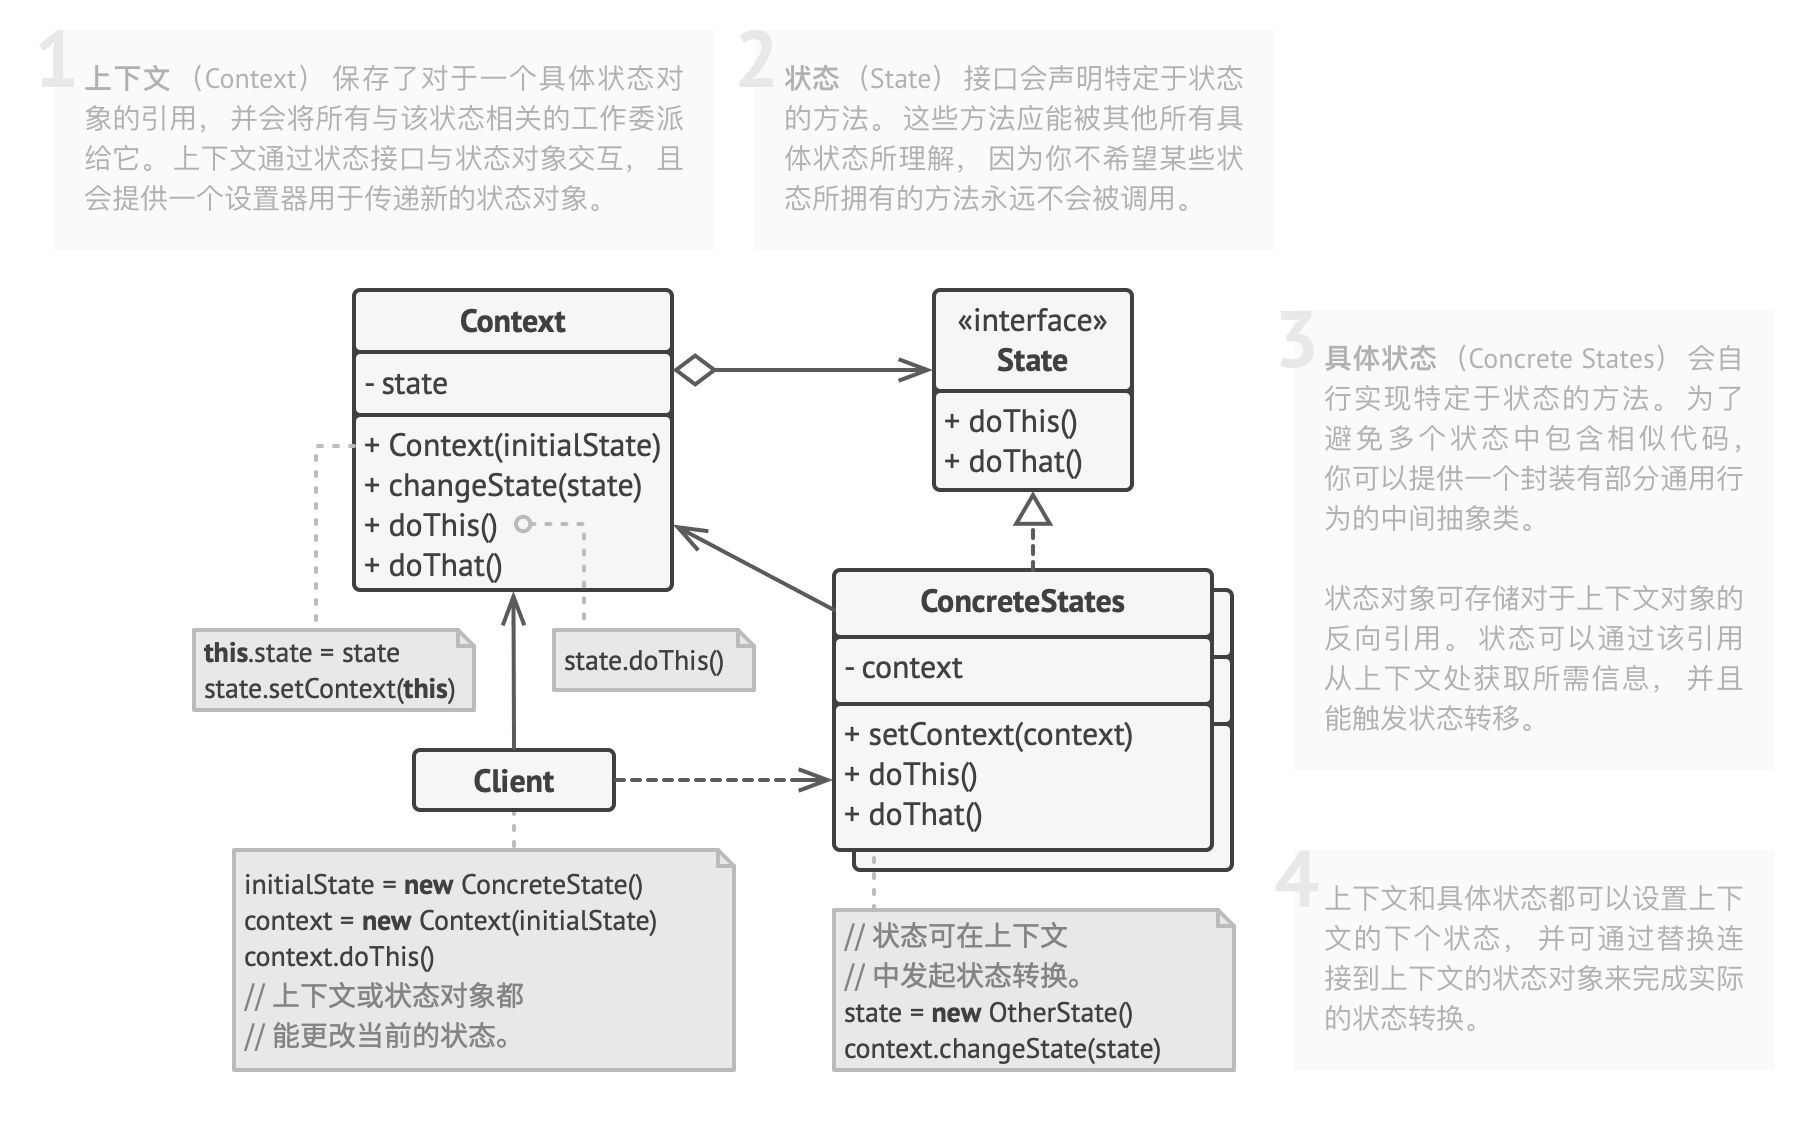 1
上下文 （Context） 保存了对于一个具体状态对
象的引用， 并会将所有与该状态相关的工作委派
给它。 上下文通过状态接口与状态对象交互， 且
会提供一个设置器用于传递新的状态对象。
2
状态 （State） 接口会声明特定于状态
的方法。 这些方法应能被其他所有具
体状态所理解， 因为你不希望某些状
态所拥有的方法永远不会被调用。
Context
- state
+ Context(initialState)
+ changeState(state)
+ doThis()
+ doThat()
«interface»
State
+ doThis()
+ doThat()
3
具体状态 （Concrete States） 会自
行实现特定于状态的方法。 为了
避免多个状态中包含相似代码，
你可以提供一个封装有部分通用行
为的中间抽象类。
状态对象可存储对于上下文对象的
反向引用。 状态可以通过该引用
从上下文处获取所需信息， 并且
能触发状态转移。
this.state = state
state.setContext(this)
state.doThis()
ConcreteStates
- context
+ setContext(context)
+ doThis()
+ doThat()
Client
initialState = new ConcreteState()
context = new Context(initialState)
context.doThis()
// 上下文或状态对象都
// 能更改当前的状态。
// 状态可在上下文
// 中发起状态转换。
state = new OtherState()
context.changeState(state)
4
上下文和具体状态都可以设置上下
文的下个状态， 并可通过替换连
接到上下文的状态对象来完成实际
的状态转换。